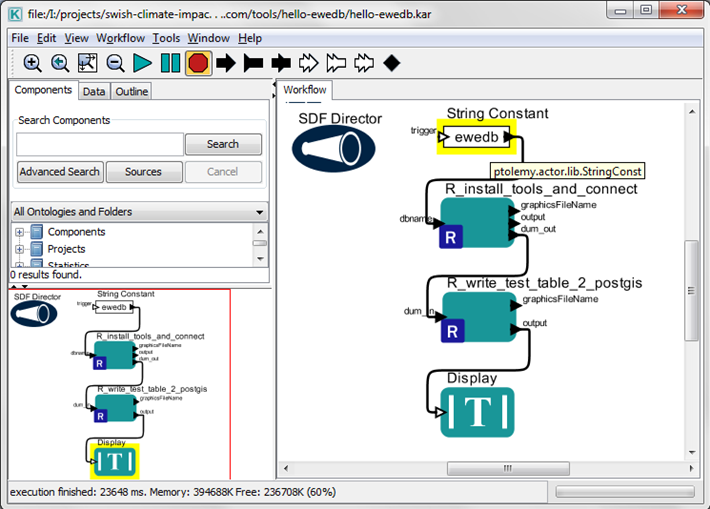 file:/I:/projects/swish-climate-impac. . ..com/tools/hello-ewedb/hello-ewedb.kar
File Edit View Workflow Tools Window Help
Components Data Outline
Search Components
Search
Advanced Search Sources Cancel
All Ontologies and Folders
Components
Projects
Statistics
0 results found.
SDF Director
String Constant
trigger
ewedb
R_install_tools_and_connect
graphicsFileName
output
dum_out
dbname
R
R_write_test_table_2_postgis
graphicsFileName
dum_in
output
R
Display
T
Workflow
SDF Director
String Constant
trigger
ewedb
ptolemy.actor.lib.StringConst
R_install_tools_and_connect
graphicsFileName
output
dbname
dum_out
R
R_write_test_table_2_postgis
graphicsFileName
dum_in
output
R
Display
T
execution finished: 23648 ms. Memory: 394688K Free: 236708K (60%)